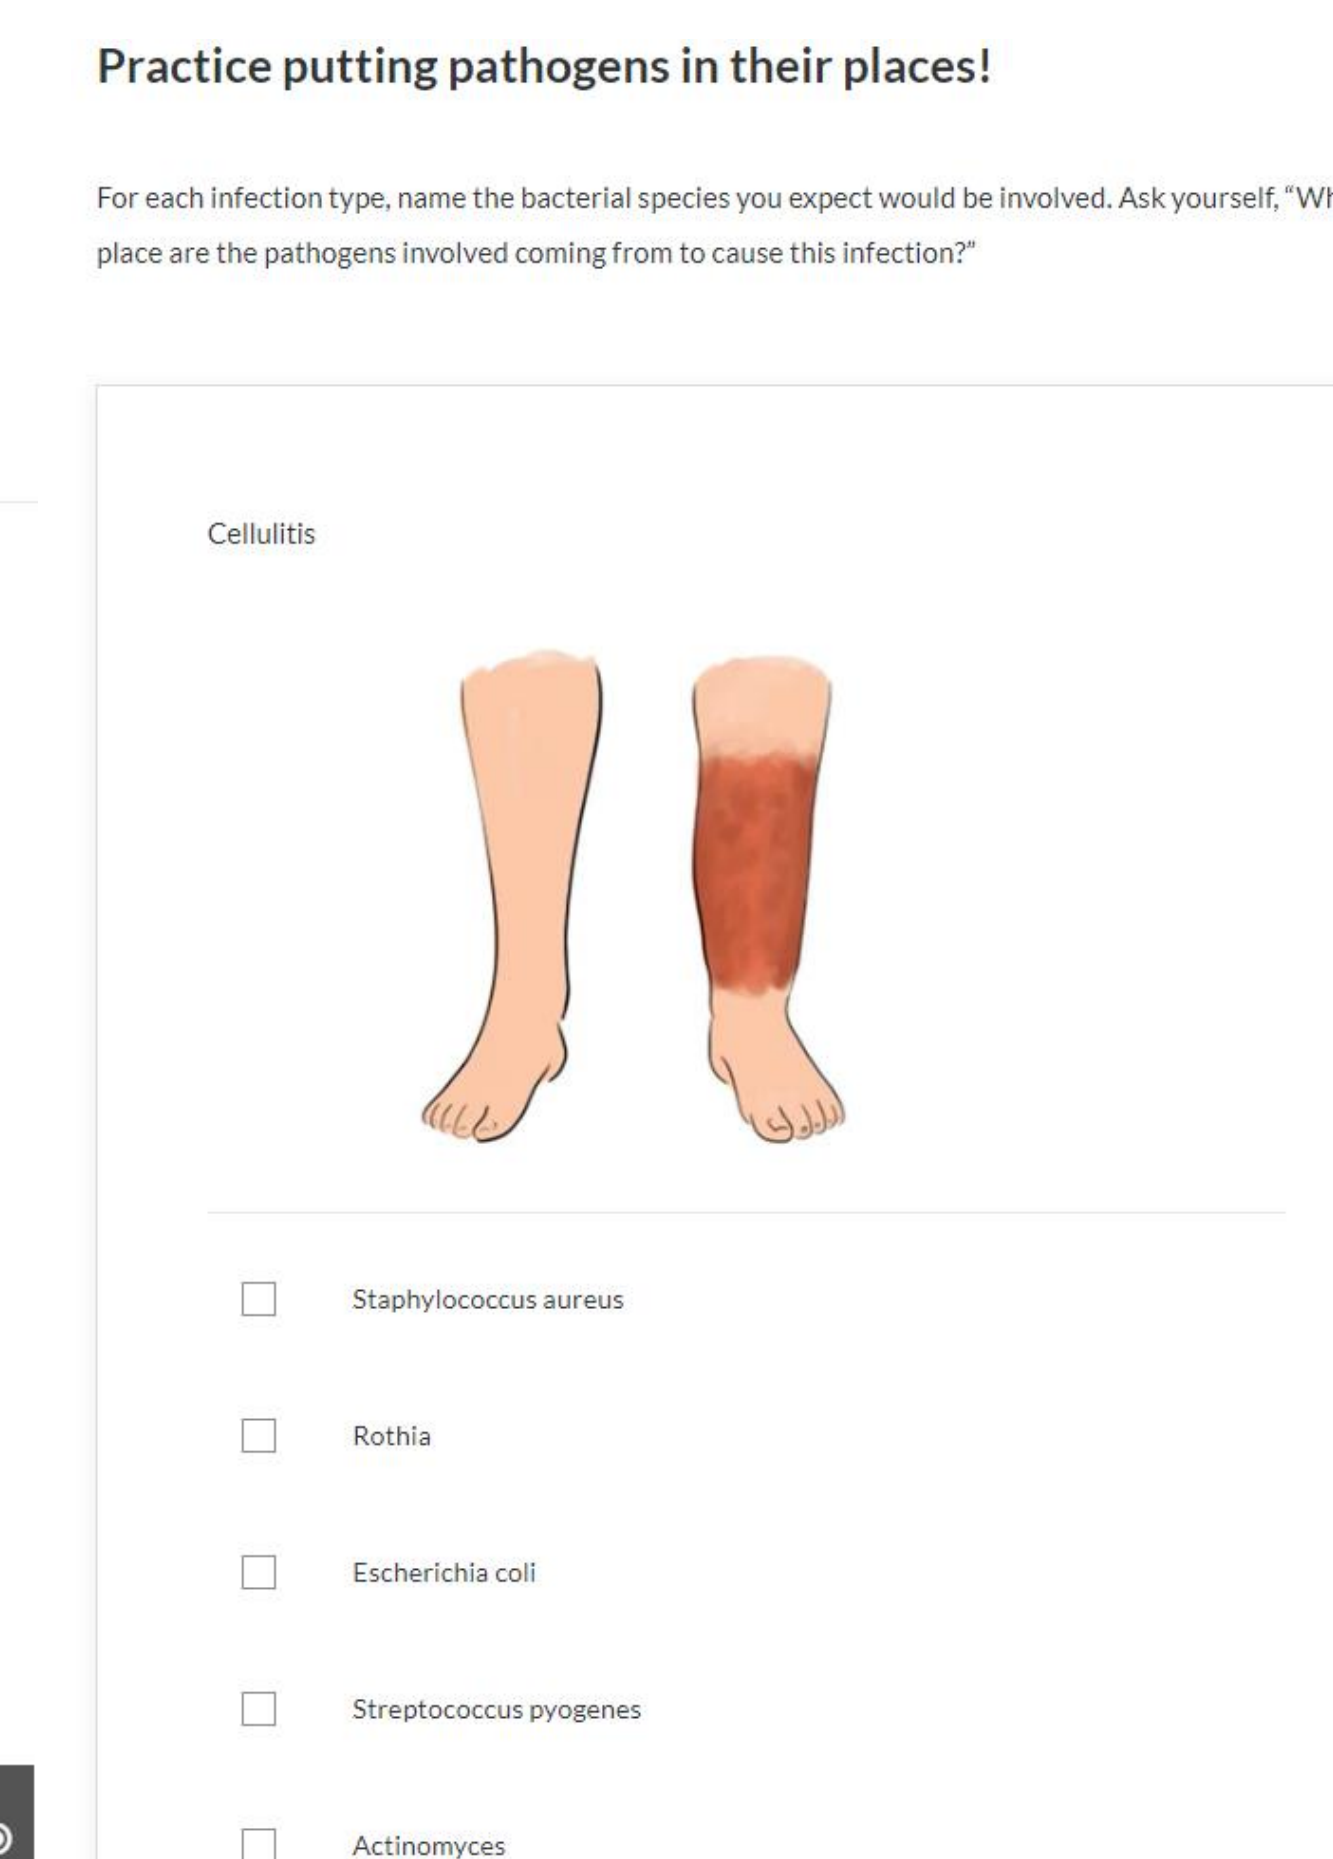 Practice putting pathogens in their places!
For each infection type, name the bacterial species you expect would be involved. Ask yourself, “Wh
place are the pathogens involved coming from to cause this infection?”
Cellulitis
Staphylococcus aureus
Rothia
Escherichia coli
Streptococcus pyogenes
Actinomyces